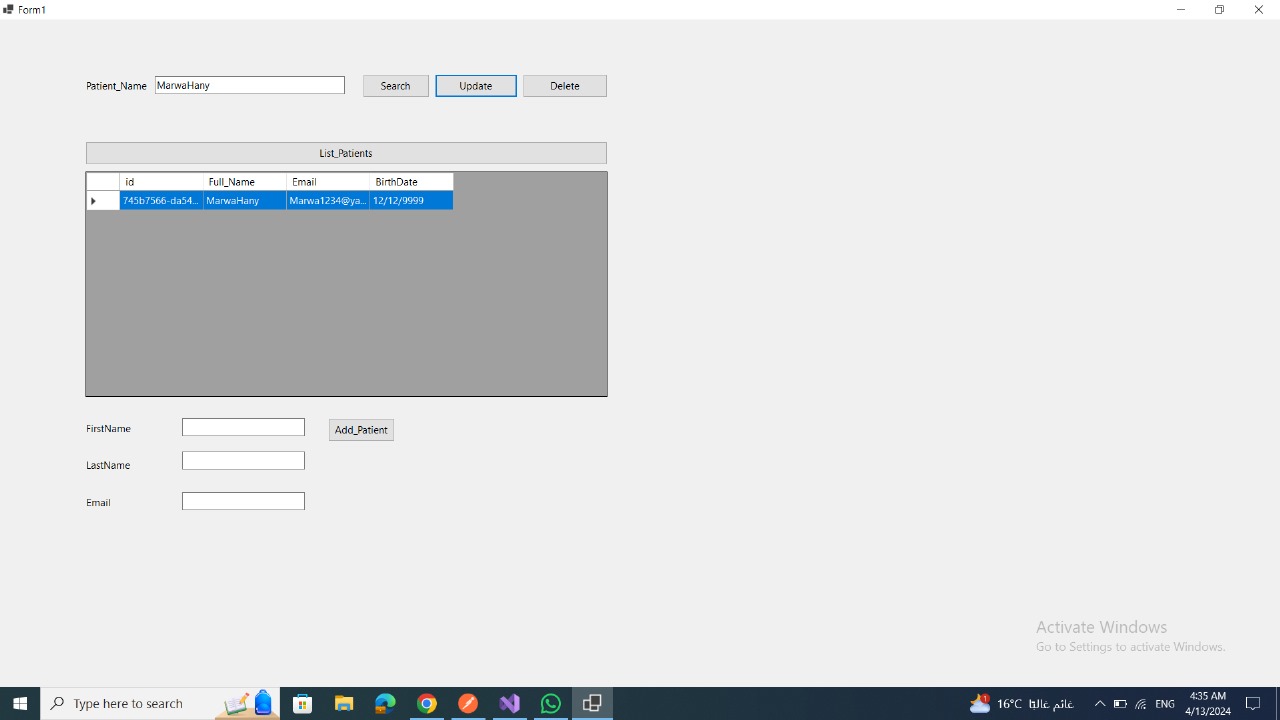 Form1
Patient_Name MarwaHany Search Update Delete
List_Patients
id Full_Name Email BirthDate
745b7566-da54... MarwaHany Marwa1234@ya... 12/12/9999
FirstName Add_Patient
LastName
Email
Activate Windows
Go to Settings to activate Windows.
Type here to search
1
16°C غائم غالبًا
ENG
4:35 AM
4/13/2024